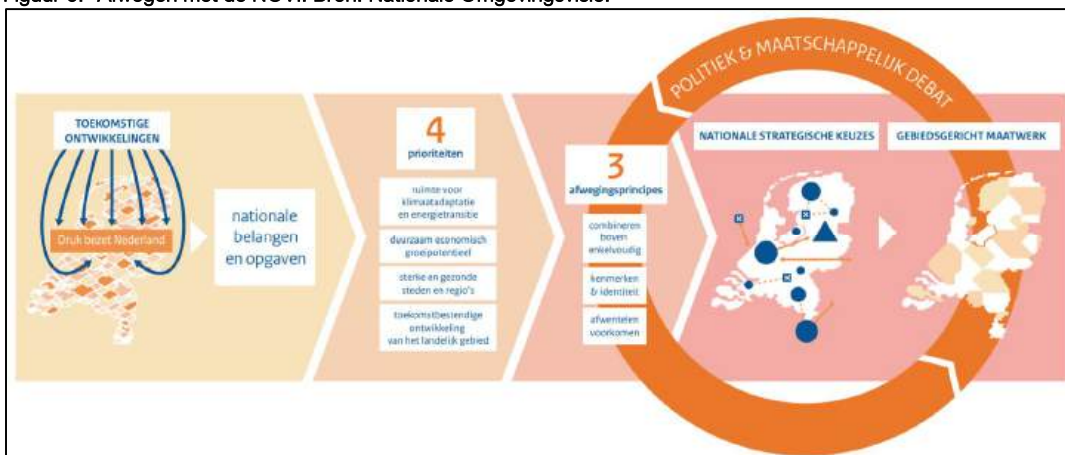 Figuur 3: Afwegen met de NOVI. Bron: Nationale Omgevingsvisie.
POLITIEK & MAATSCHAPPELIJK DEBAT
TOEKOMSTIGE
ONTWIKKELINGEN
Druk bezet Nederland
nationale
belangen
en opgaven
4
prioriteiten
ruimte voor
klimaatadaptatie
en energietransitie
duurzaam economisch
groeipotentieel
sterke en gezonde
steden en regio's
toekomstbestendige
ontwikkeling
van het landelijk gebied
3
afwegingsprincipes
combineren
boven
enkelvoudig
kenmerken
& identiteit
afwentelen
voorkomen
NATIONALE STRATEGISCHE KEUZES
GEBIEDSGERICHT MAATWERK